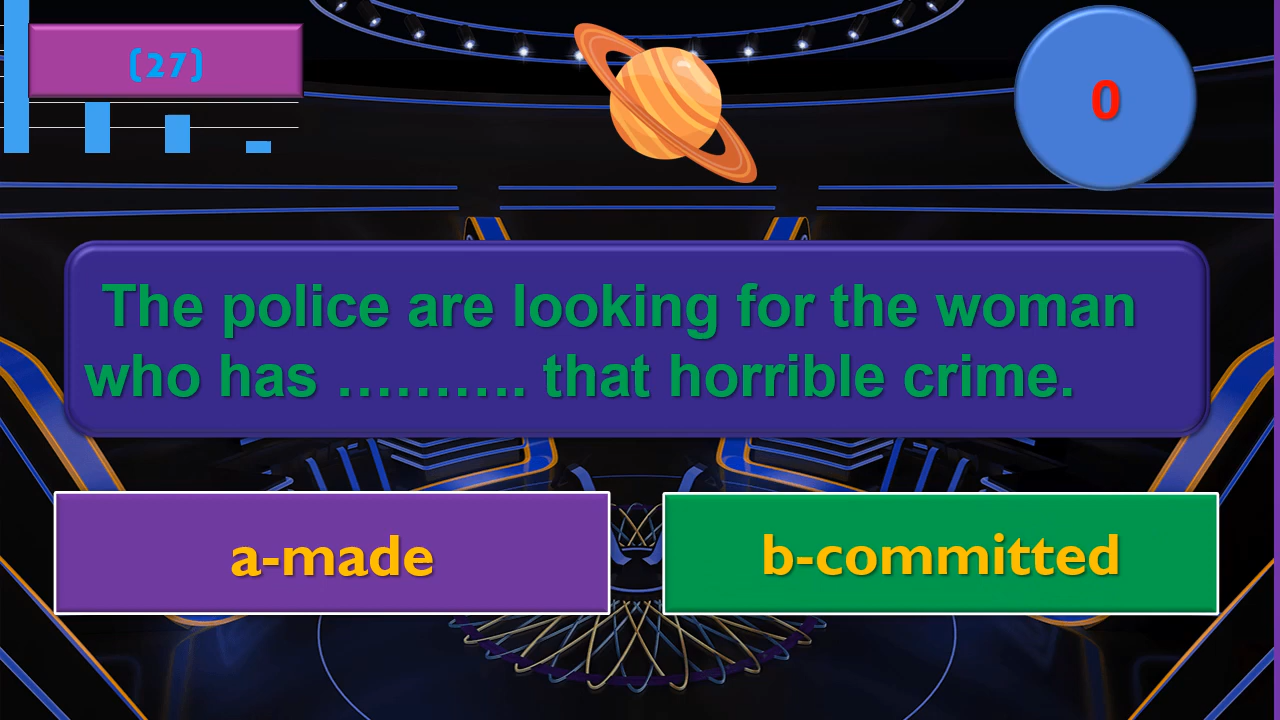 (27)
0
The police are looking for the woman
who has ………. that horrible crime.
a-made
b-committed